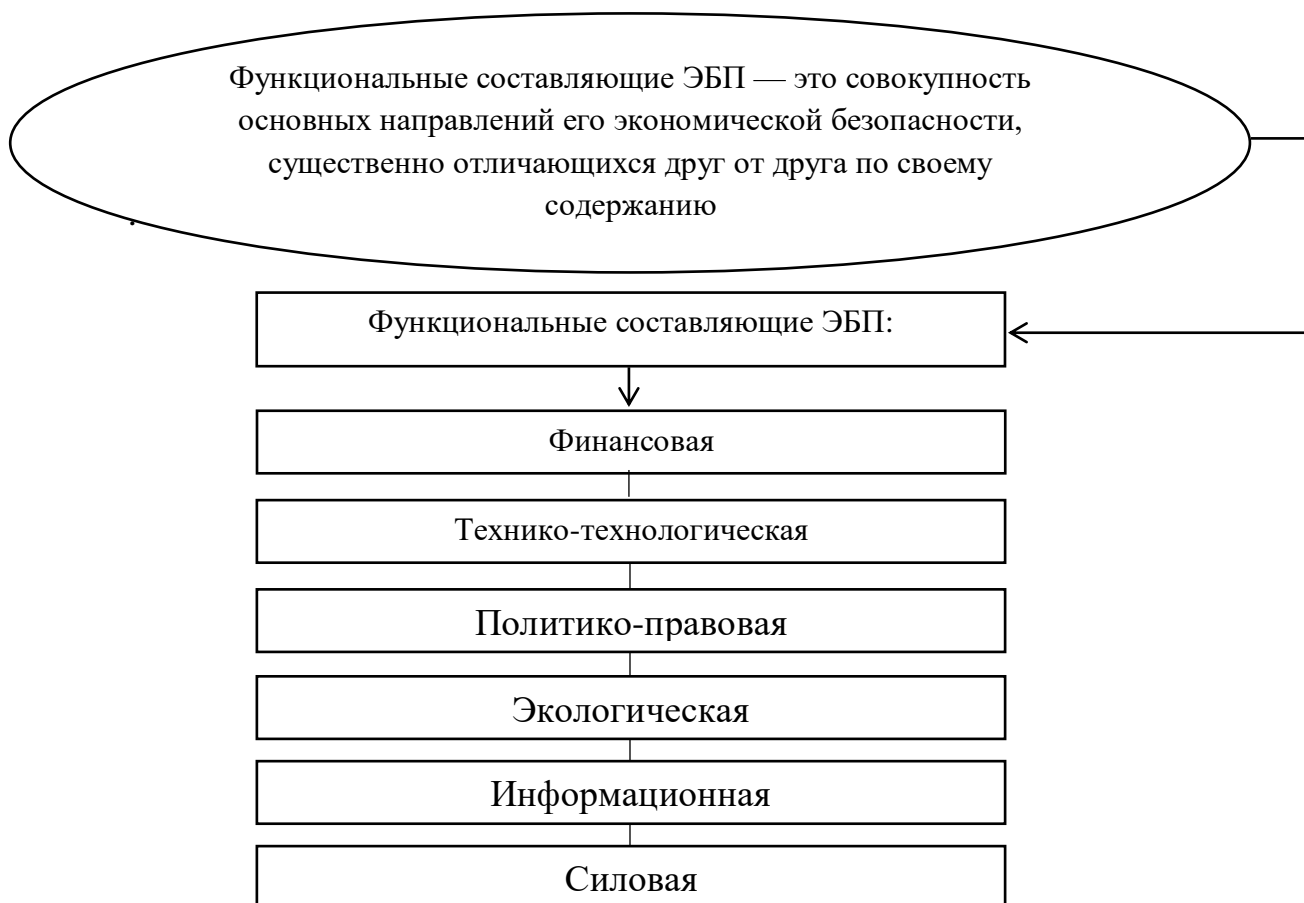 Функциональные составляющие ЭБП — это совокупность
основных направлений его экономической безопасности,
существенно отличающихся друг от друга по своему
содержанию
Функциональные составляющие ЭБП:
Финансовая
Технико-технологическая
Политико-правовая
Экологическая
Информационная
Силовая